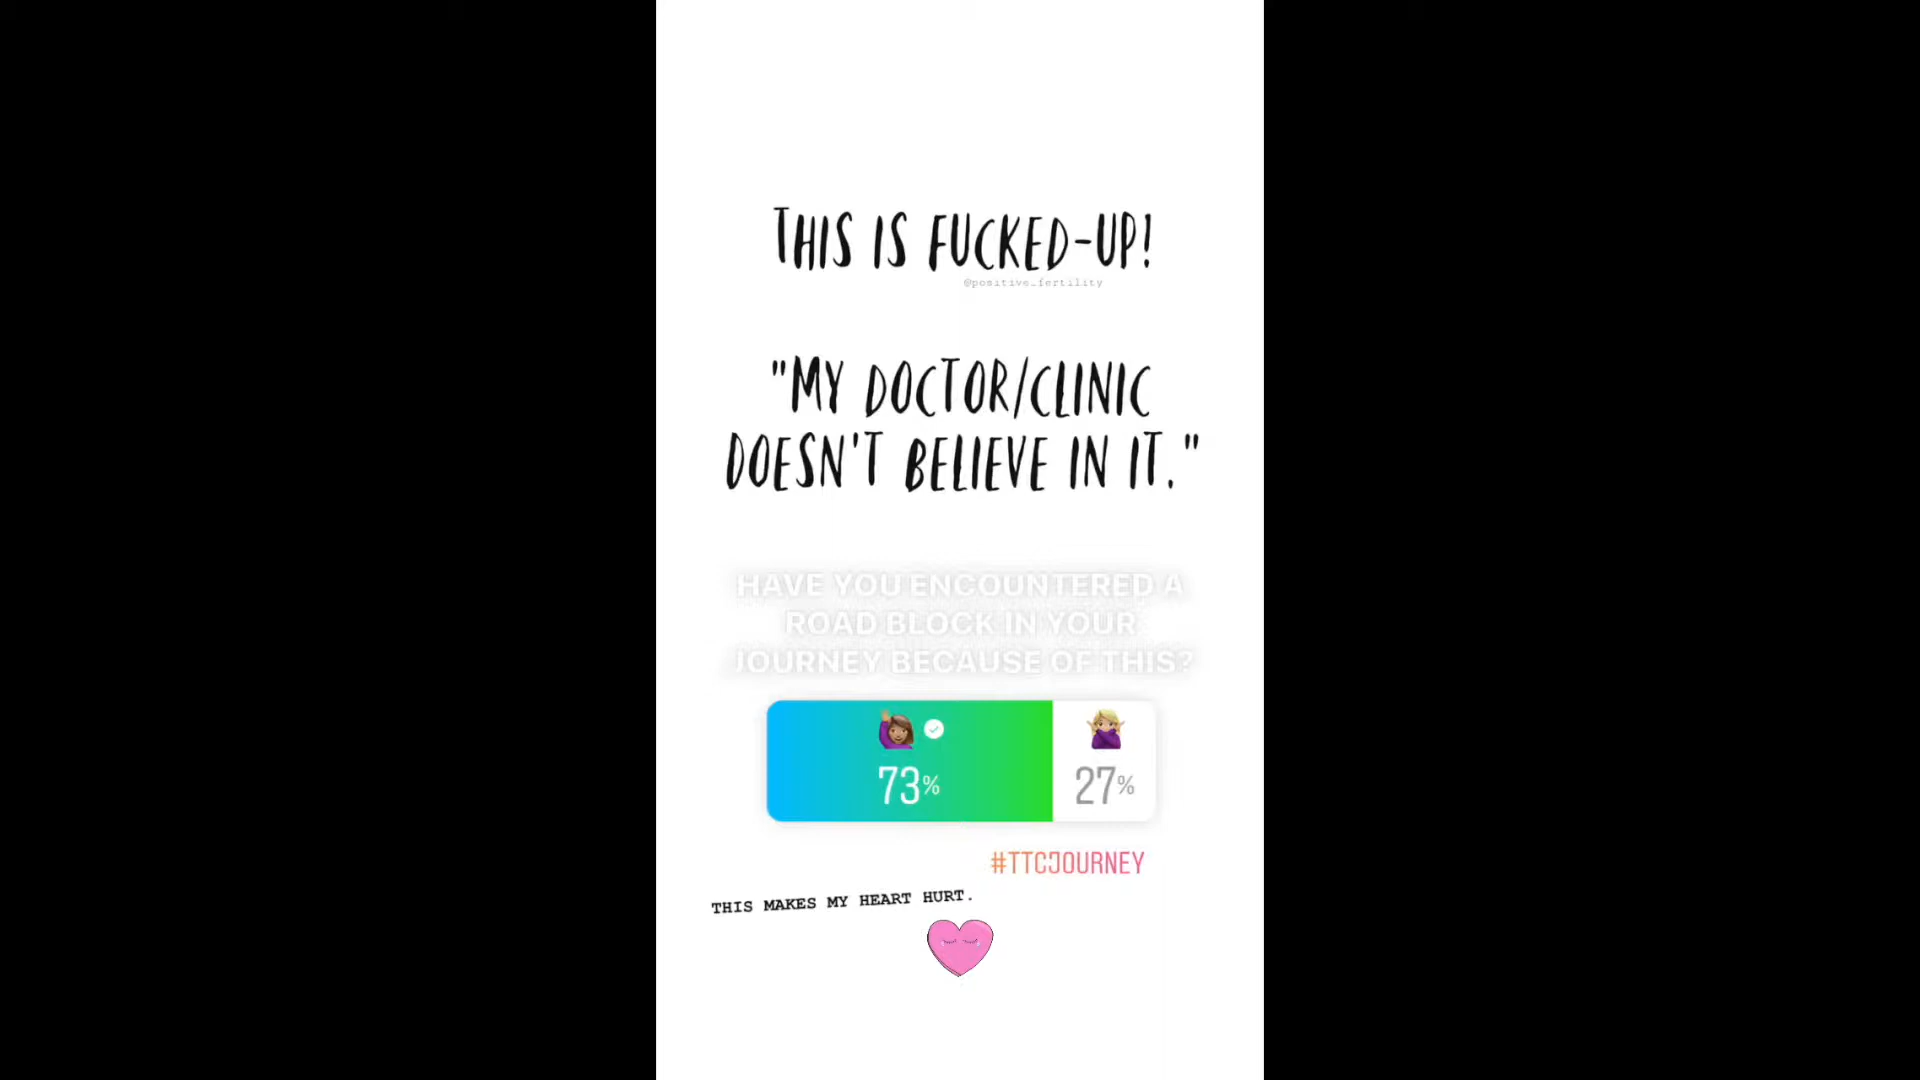 THIS IS FUCKED-UP!
@positive_fertility
"MY DOCTOR/CLINIC
DOESN'T BELIEVE IN IT."
HAVE YOU ENCOUNTERED A
ROAD BLOCK IN YOUR
JOURNEY BECAUSE OF THIS?
73%
27%
#TTCJOURNEY
THIS MAKES MY HEART HURT.